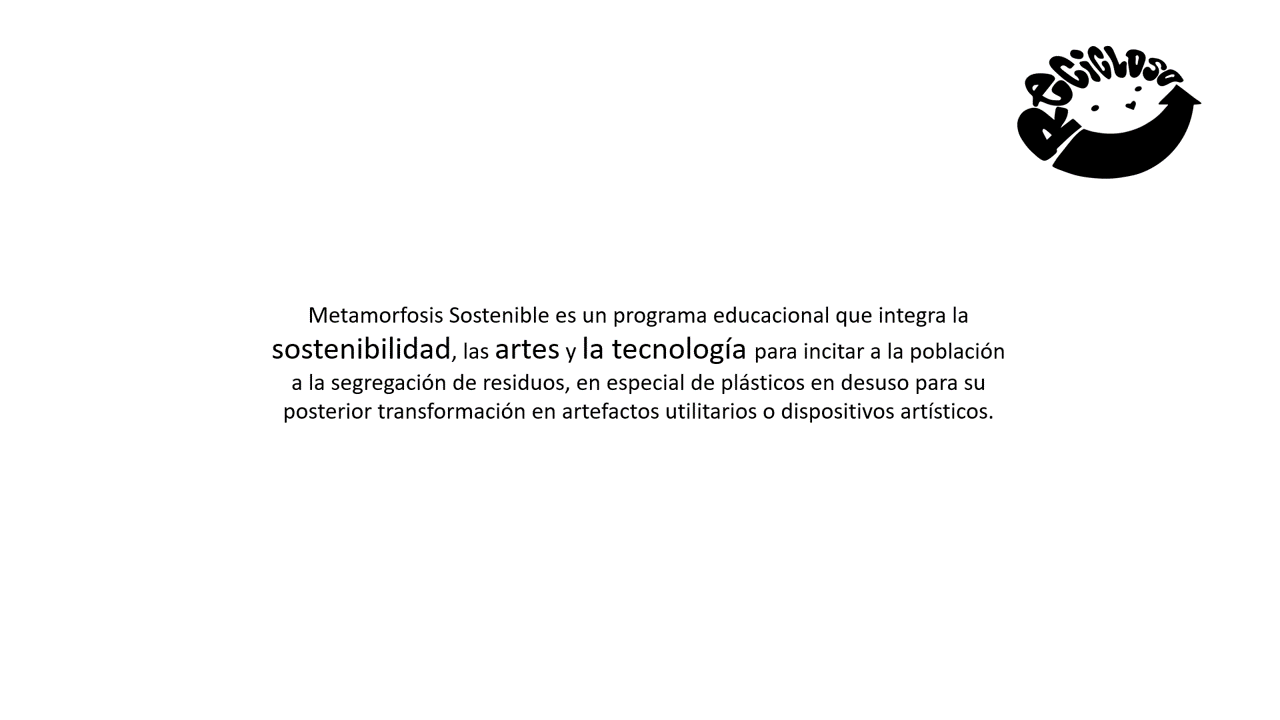 ReCiCLOSO
Metamorfosis Sostenible es un programa educacional que integra la
sostenibilidad, las artes y la tecnología para incitar a la población
a la segregación de residuos, en especial de plásticos en desuso para su
posterior transformación en artefactos utilitarios o dispositivos artísticos.